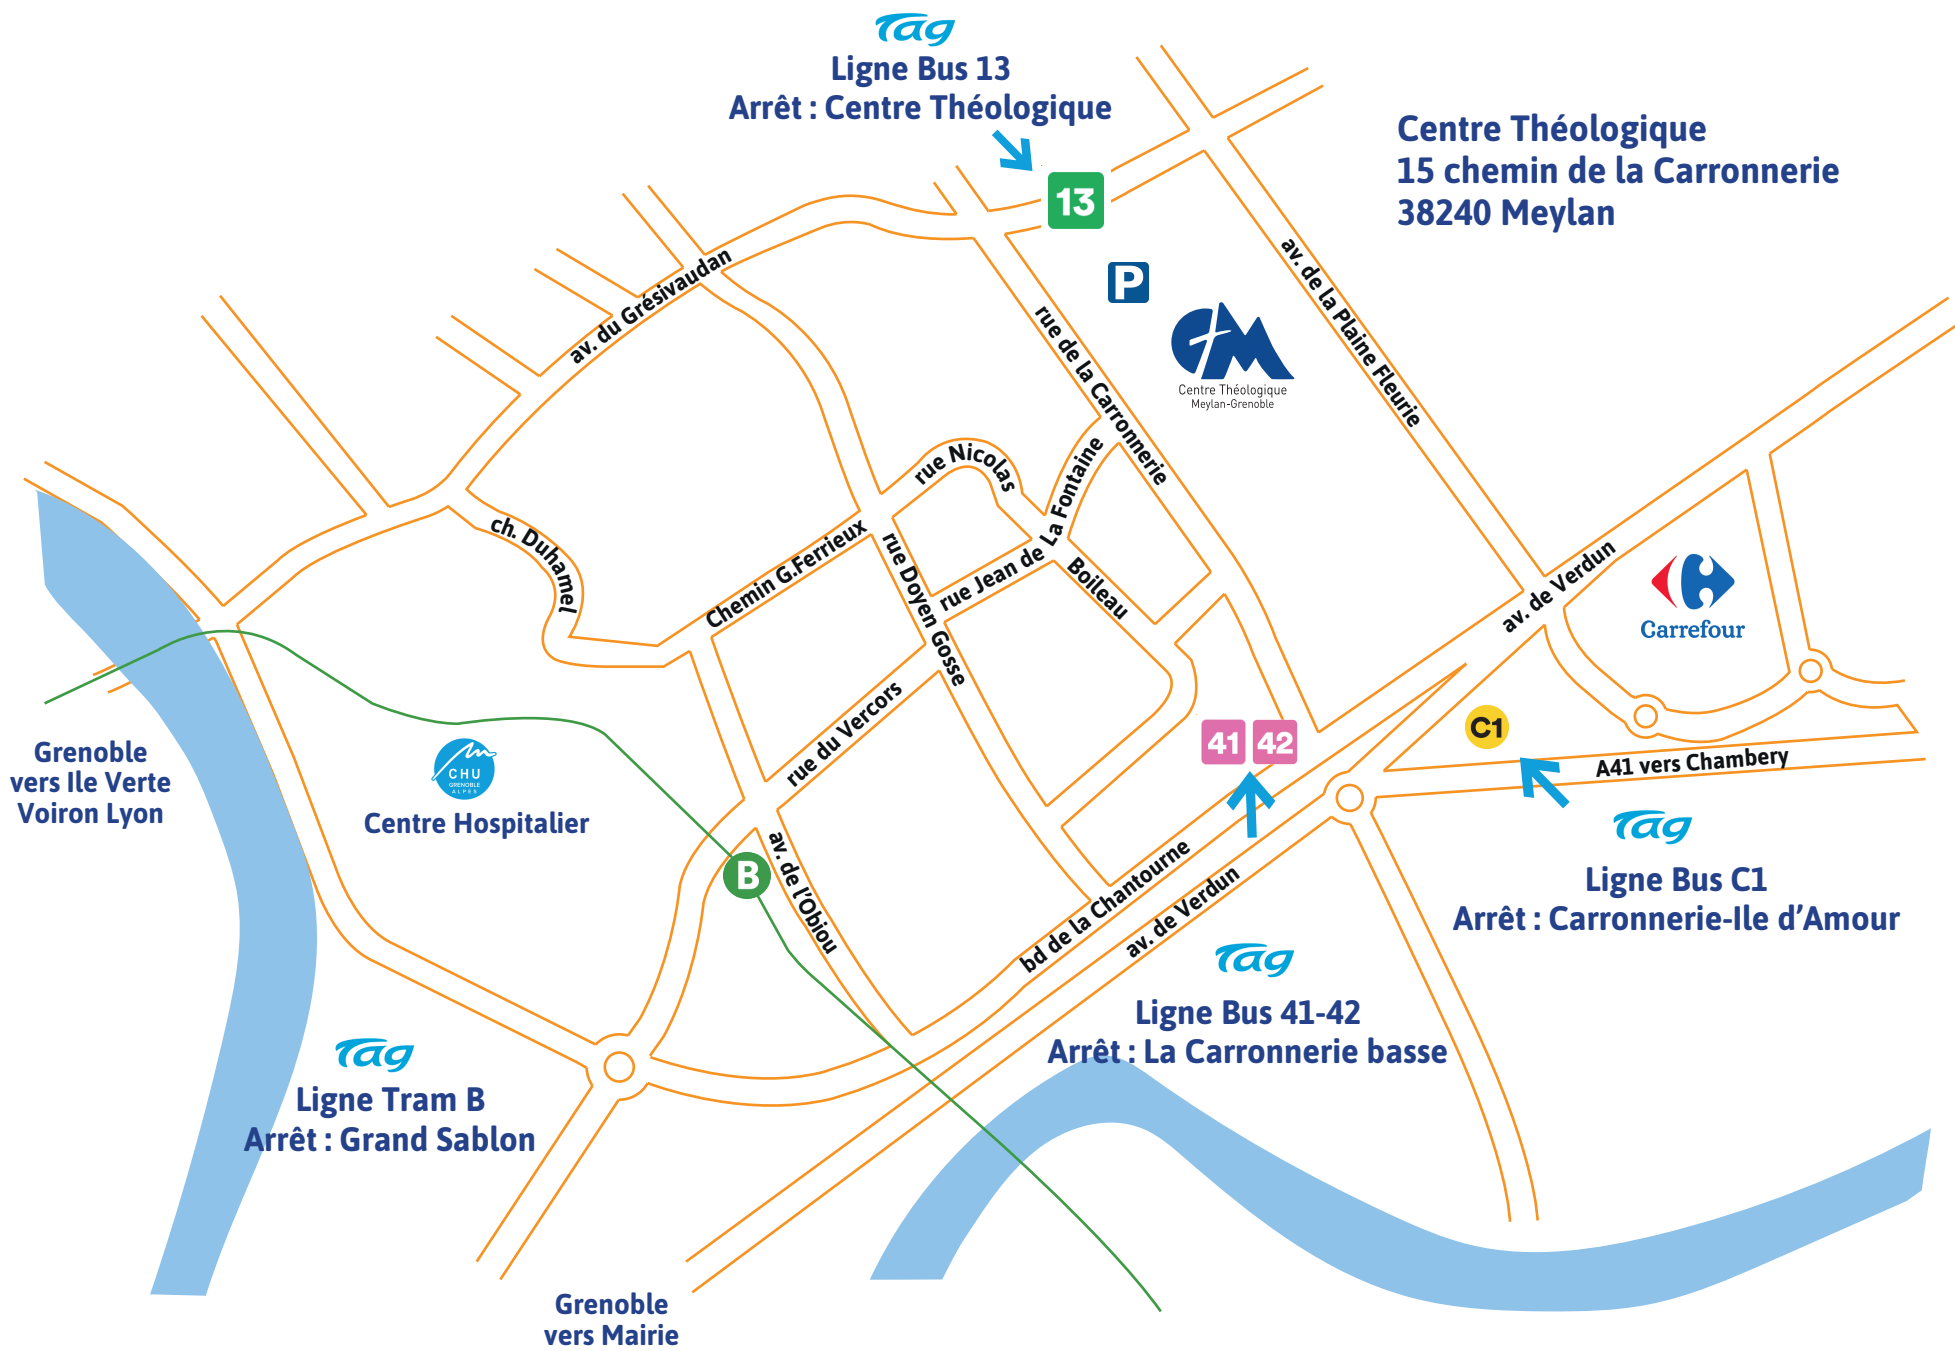 Tag
Ligne Bus 13
Arrêt : Centre Théologique
13
Centre Théologique
15 chemin de la Carronnerie
38240 Meylan
P
Centre Théologique
Meylan-Grenoble
av. du Grésivaudan
rue de la Carronnerie
av. de la Plaine Fleurie
rue Nicolas
Boileau
rue Jean de La Fontaine
ch. Duhamel
Chemin G.Ferrieux
rue Doyen Gosse
rue du Vercors
av. de Verdun
Carrefour
41
42
C1
A41 vers Chambery
Grenoble
vers Ile Verte
Voiron Lyon
CHU
GRENOBLE
ALPES
Centre Hospitalier
B
av. de l'Obiou
bd de la Chantourne
av. de Verdun
Tag
Ligne Bus C1
Arrêt : Carronnerie-Ile d’Amour
Tag
Ligne Bus 41-42
Arrêt : La Carronnerie basse
Tag
Ligne Tram B
Arrêt : Grand Sablon
Grenoble
vers Mairie